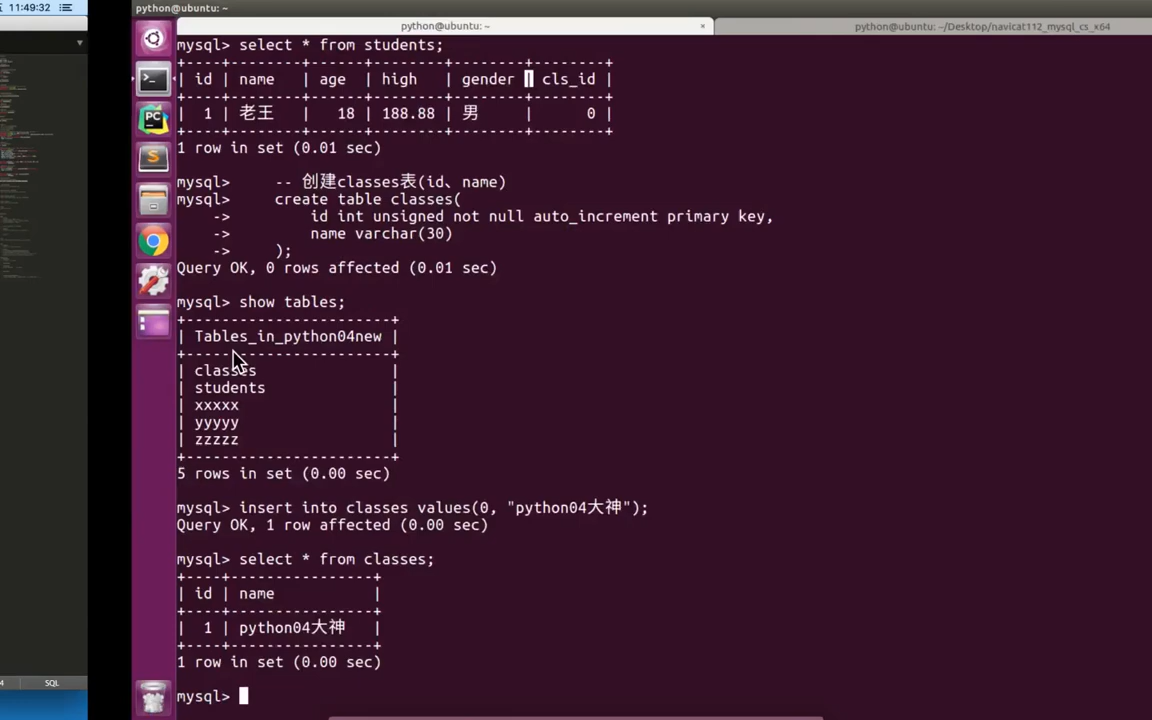 11:49:32
python@ubuntu: ~
python@ubuntu: ~ × python@ubuntu: ~/Desktop/navicat112_mysql_cs_x64
mysql> select * from students;
+----+--------+------+--------+--------+--------+
| id | name | age | high | gender | cls_id |
+----+--------+------+--------+--------+--------+
| 1 | 老王 | 18 | 188.88 | 男 | 0 |
+----+--------+------+--------+--------+--------+
1 row in set (0.01 sec)
mysql> -- 创建classes表(id、name)
mysql> create table classes(
-> id int unsigned not null auto_increment primary key,
-> name varchar(30)
-> );
Query OK, 0 rows affected (0.01 sec)
mysql> show tables;
+-----------------------+
| Tables_in_python04new |
+-----------------------+
| classes |
| students |
| xxxxx |
| yyyyy |
| zzzzz |
+-----------------------+
5 rows in set (0.00 sec)
mysql> insert into classes values(0, "python04大神");
Query OK, 1 row affected (0.00 sec)
mysql> select * from classes;
+----+----------------+
| id | name |
+----+----------------+
| 1 | python04大神 |
+----+----------------+
1 row in set (0.00 sec)
mysql>
4 SQL